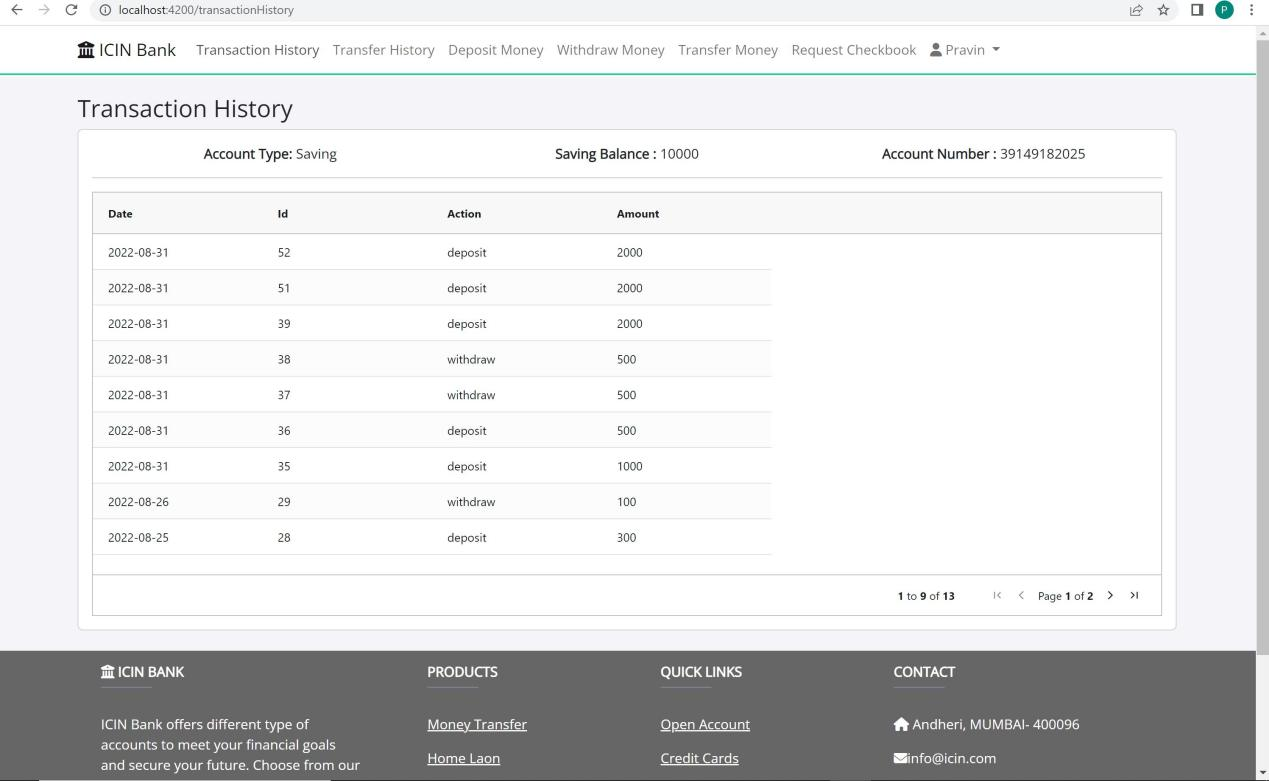 localhost:4200/transactionHistory
P
ICIN Bank Transaction History Transfer History Deposit Money Withdraw Money Transfer Money Request Checkbook Pravin
Transaction History
Account Type: Saving Saving Balance : 10000 Account Number : 39149182025
Date Id Action Amount
2022-08-31 52 deposit 2000
2022-08-31 51 deposit 2000
2022-08-31 39 deposit 2000
2022-08-31 38 withdraw 500
2022-08-31 37 withdraw 500
2022-08-31 36 deposit 500
2022-08-31 35 deposit 1000
2022-08-26 29 withdraw 100
2022-08-25 28 deposit 300
1 to 9 of 13 Page 1 of 2
ICIN BANK PRODUCTS QUICK LINKS CONTACT
ICIN Bank offers different type of
accounts to meet your financial goals
and secure your future. Choose from our
Money Transfer
Home Laon
Open Account
Credit Cards
Andheri, MUMBAI- 400096
info@icin.com